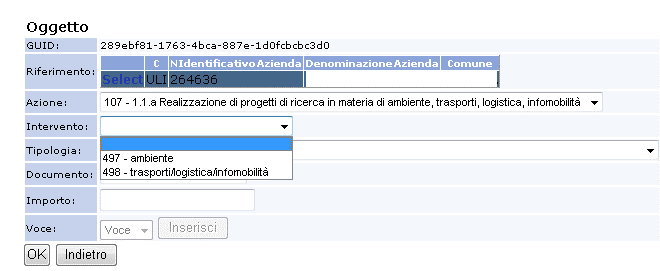 Oggetto
GUID: 289ebf81-1763-4bca-887e-1d0fcbcbc3d0
C NIdentificativoAzienda DenominazioneAzienda Comune
Riferimento:
Select ULI 264636
Azione: 107 - 1.1.a Realizzazione di progetti di ricerca in materia di ambiente, trasporti, logistica, infomobilità
Intervento:
Tipologia:
497 - ambiente
498 - trasporti/logistica/infomobilità
Documento:
Importo:
Voce: Voce Inserisci
OK Indietro